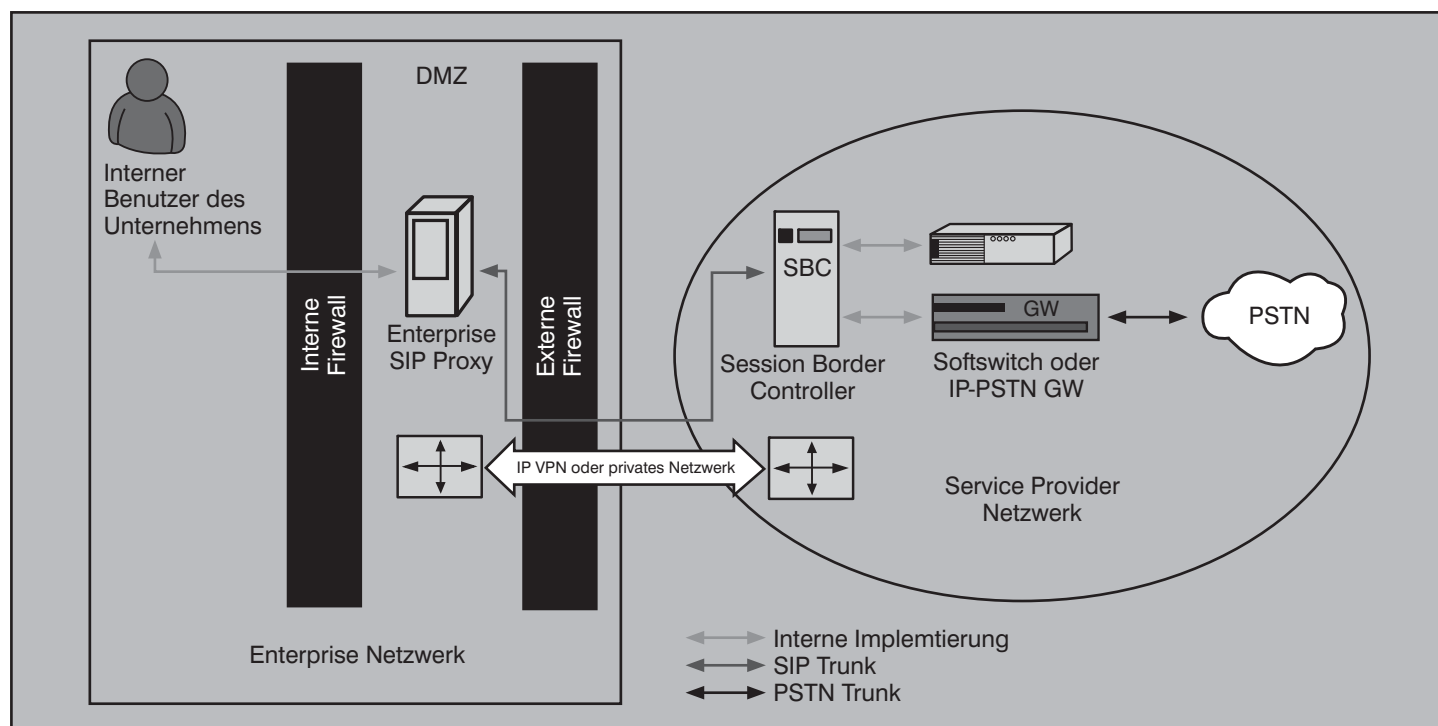 DMZ
Interner
Benutzer des
Unternehmens
Interne
Firewall
Enterprise
SIP Proxy
Externe
Firewall
SBC
Session Border
Controller
GW
Softswitch oder
IP-PSTN GW
PSTN
IP VPN oder privates Netzwerk
Service Provider
Netzwerk
Enterprise Netzwerk
Interne Implemtierung
SIP Trunk
PSTN Trunk